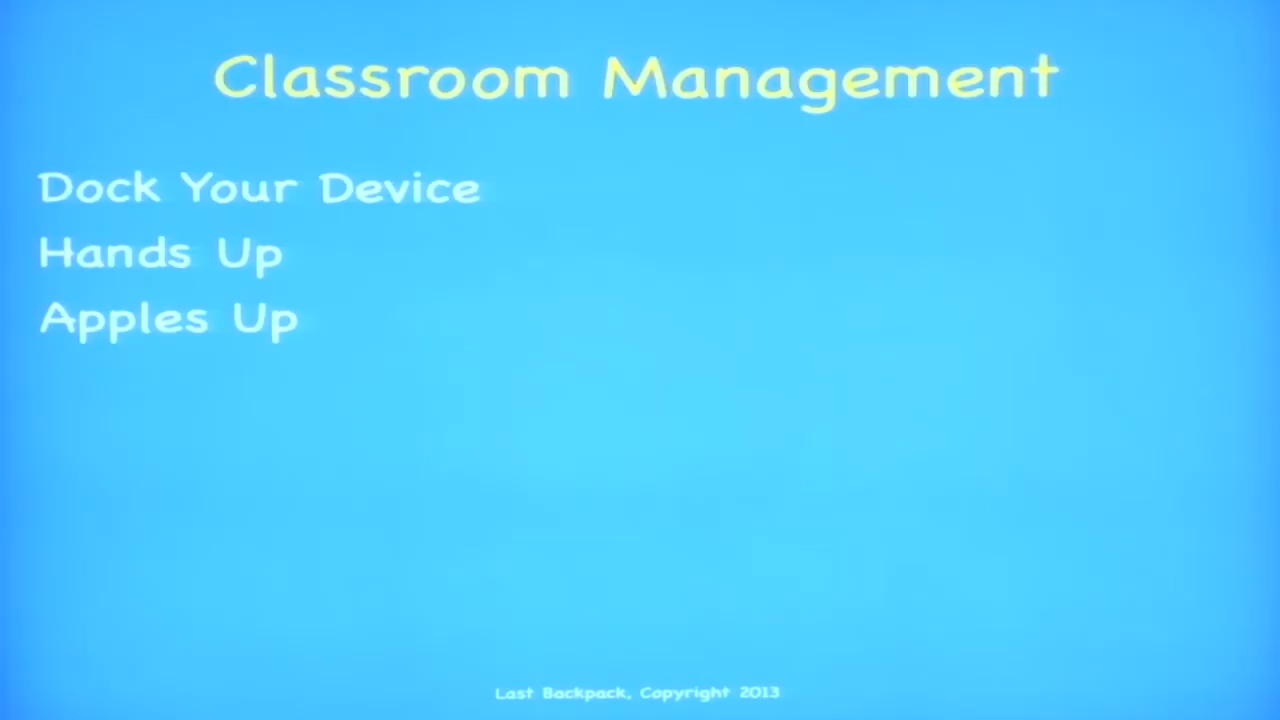 Classroom Management
Dock Your Device
Hands Up
Apples Up
Last Backpack, Copyright 2013